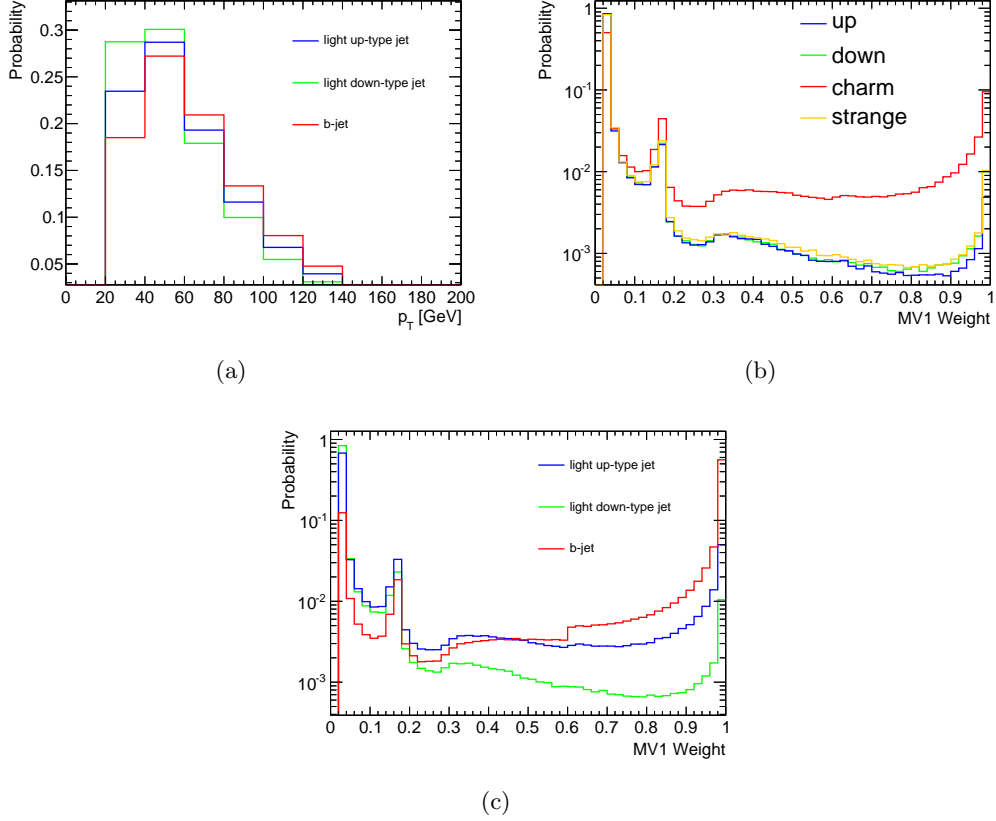 Probability
0.3
0.25
0.2
0.15
0.1
0.05
light up-type jet
light down-type jet
b-jet
0 20 40 60 80 100 120 140 160 180 200
p_T [GeV]
(a)
Probability
1
10^-1
10^-2
10^-3
up
down
charm
strange
0 0.1 0.2 0.3 0.4 0.5 0.6 0.7 0.8 0.9 1
MV1 Weight
(b)
Probability
1
10^-1
10^-2
10^-3
light up-type jet
light down-type jet
b-jet
0 0.1 0.2 0.3 0.4 0.5 0.6 0.7 0.8 0.9 1
MV1 Weight
(c)